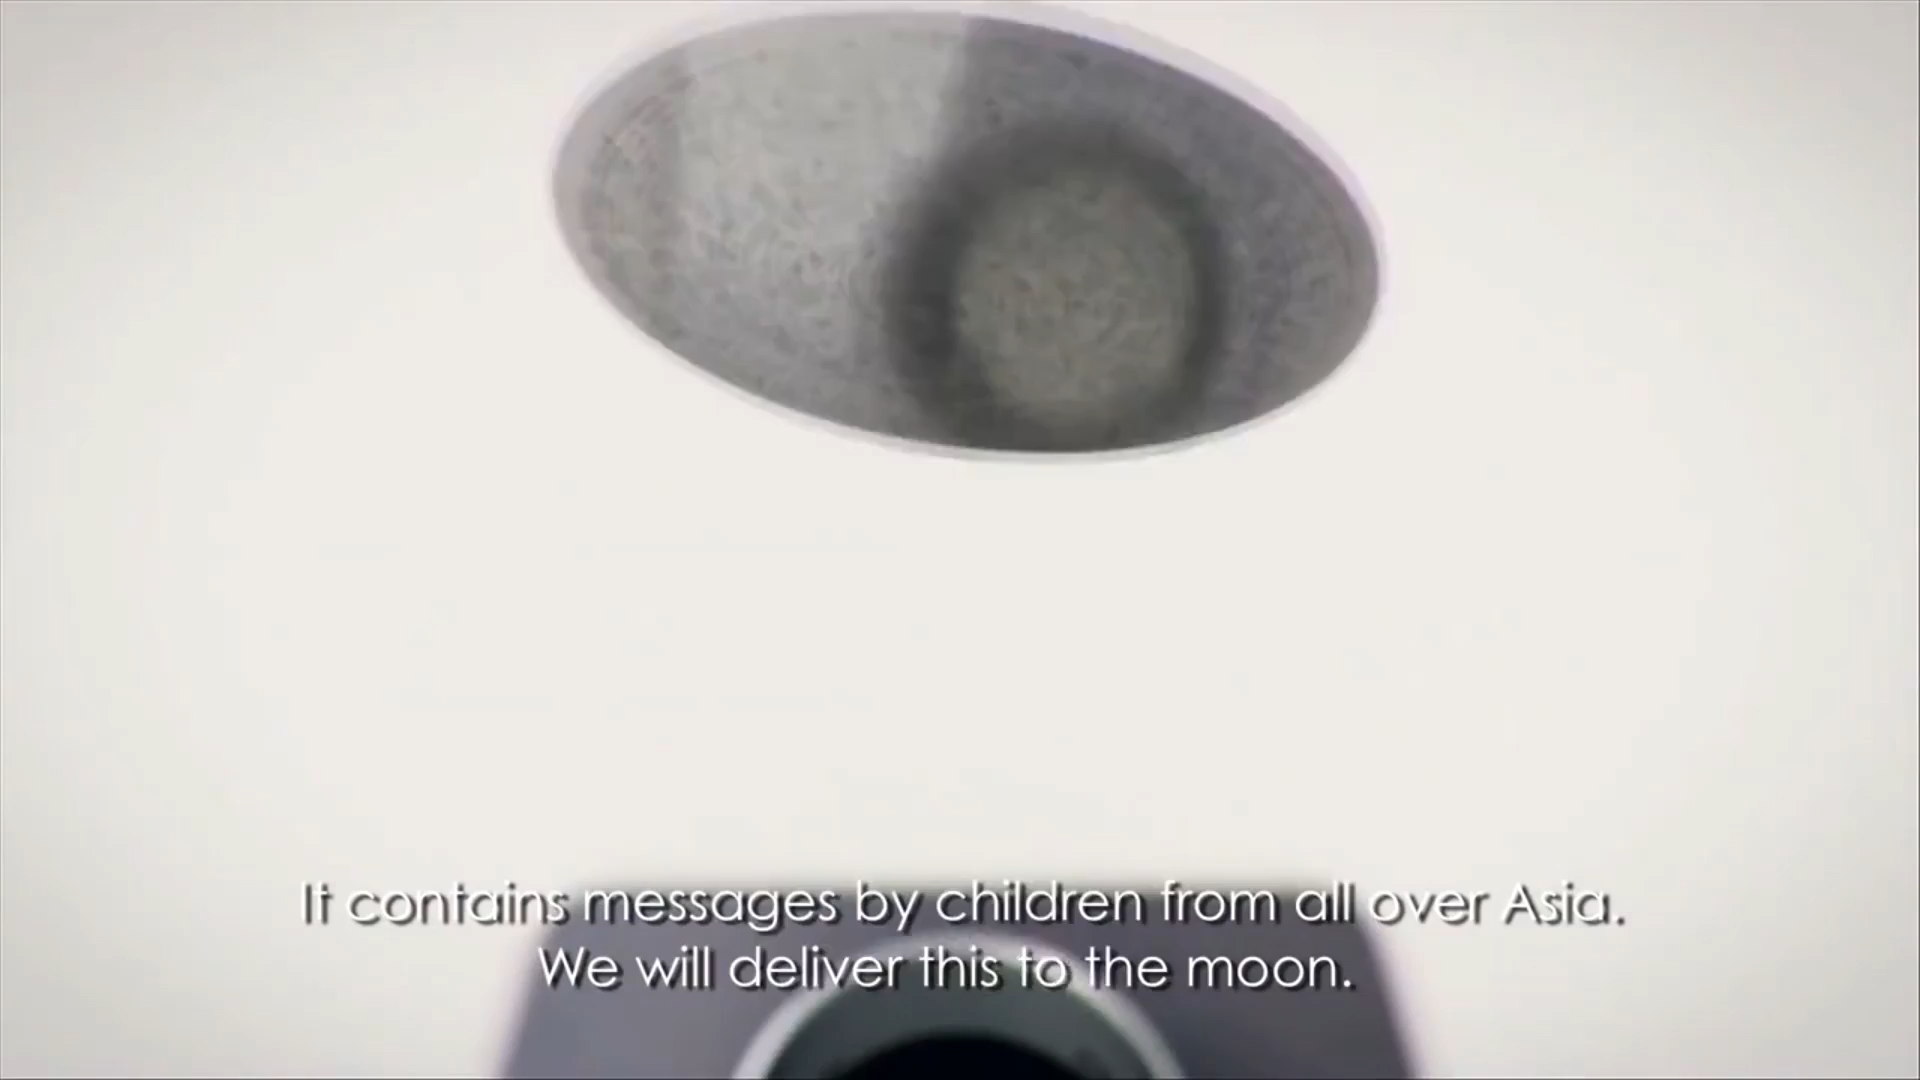 It contains messages by children from all over Asia.
We will deliver this to the moon.